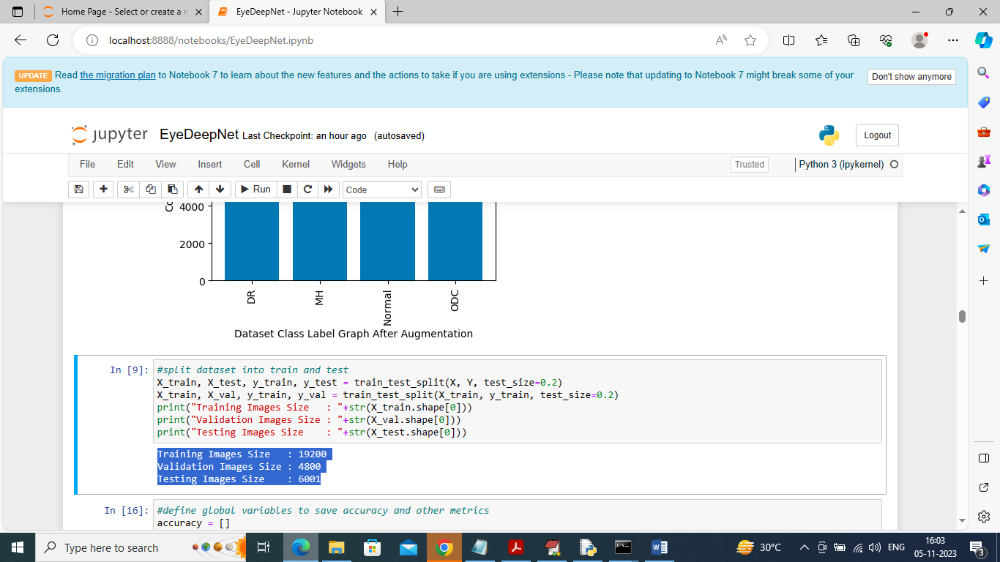 Home Page - Select or create a n
EyeDeepNet - Jupyter Notebook
localhost:8888/notebooks/EyeDeepNet.ipynb
UPDATE Read the migration plan to Notebook 7 to learn about the new features and the actions to take if you are using extensions - Please note that updating to Notebook 7 might break some of your
extensions.
Don't show anymore
jupyter EyeDeepNet Last Checkpoint: an hour ago (autosaved)
Logout
File Edit View Insert Cell Kernel Widgets Help
Trusted
Python 3 (ipykernel)
Run
Code
4000
2000
0
DR
MH
Normal
ODC
Dataset Class Label Graph After Augmentation
In [9]:
#split dataset into train and test
X_train, X_test, y_train, y_test = train_test_split(X, Y, test_size=0.2)
X_train, X_val, y_train, y_val = train_test_split(X_train, y_train, test_size=0.2)
print("Training Images Size   : "+str(X_train.shape[0]))
print("Validation Images Size : "+str(X_val.shape[0]))
print("Testing Images Size    : "+str(X_test.shape[0]))
Training Images Size   : 19200
Validation Images Size : 4800
Testing Images Size    : 6001
In [16]:
#define global variables to save accuracy and other metrics
accuracy = []
Type here to search
30°C
ENG
16:03
05-11-2023
3